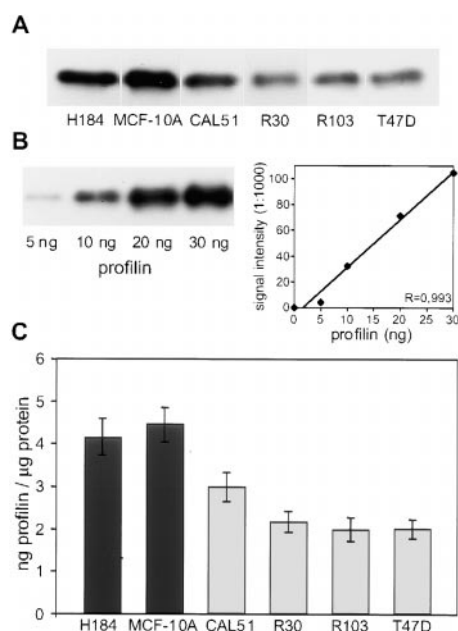 A
H184 MCF-10A CAL51 R30 R103 T47D
B
5 ng 10 ng 20 ng 30 ng
profilin
signal intensity (1:1000)
100
80
60
40
20
0
0 5 10 20 30
R=0,993
profilin (ng)
C
ng profilin / µg protein
6
5
4
3
2
1
0
H184 MCF-10A CAL51 R30 R103 T47D